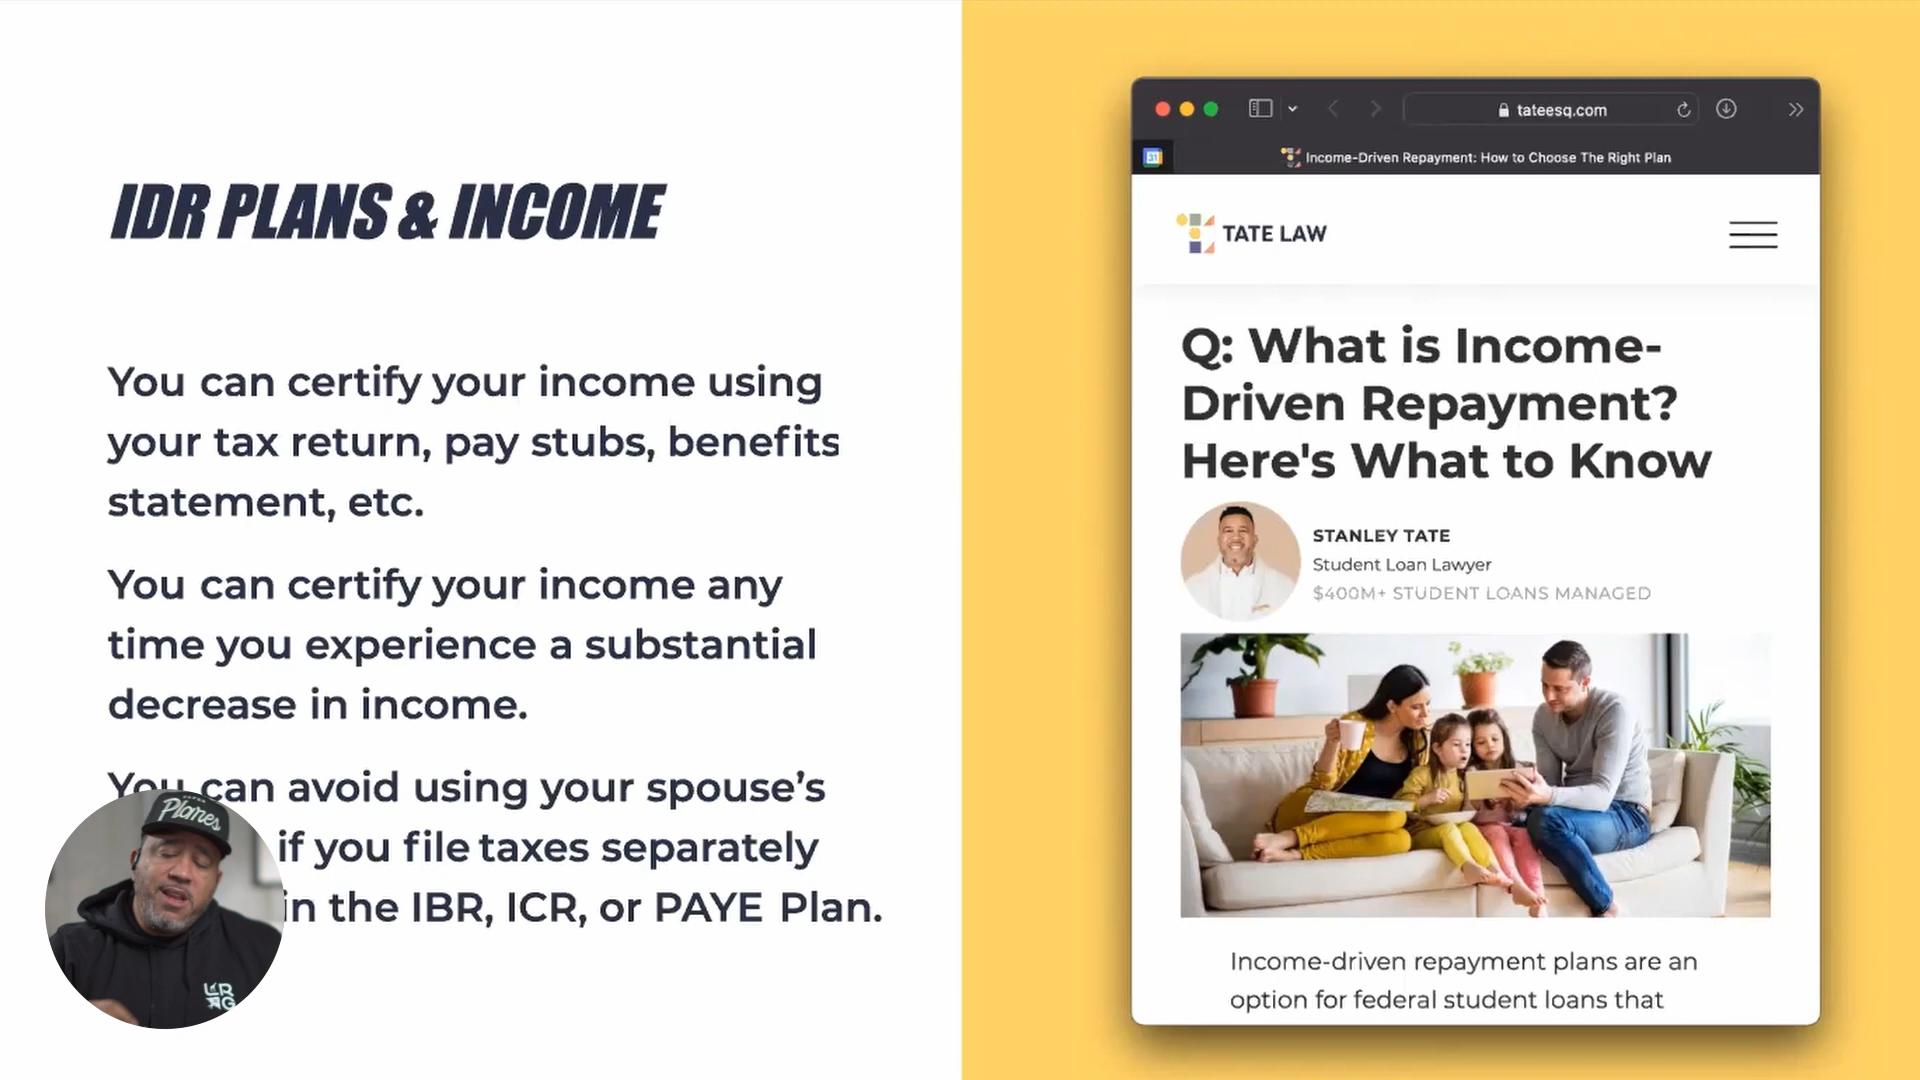 IDR PLANS & INCOME
You can certify your income using
your tax return, pay stubs, benefits
statement, etc.
You can certify your income any
time you experience a substantial
decrease in income.
You can avoid using your spouse’s
if you file taxes separately
in the IBR, ICR, or PAYE Plan.
Plames
tateesq.com
31
Income-Driven Repayment: How to Choose The Right Plan
TATE LAW
Q: What is Income-
Driven Repayment?
Here's What to Know
STANLEY TATE
Student Loan Lawyer
$400M+ STUDENT LOANS MANAGED
Income-driven repayment plans are an
option for federal student loans that